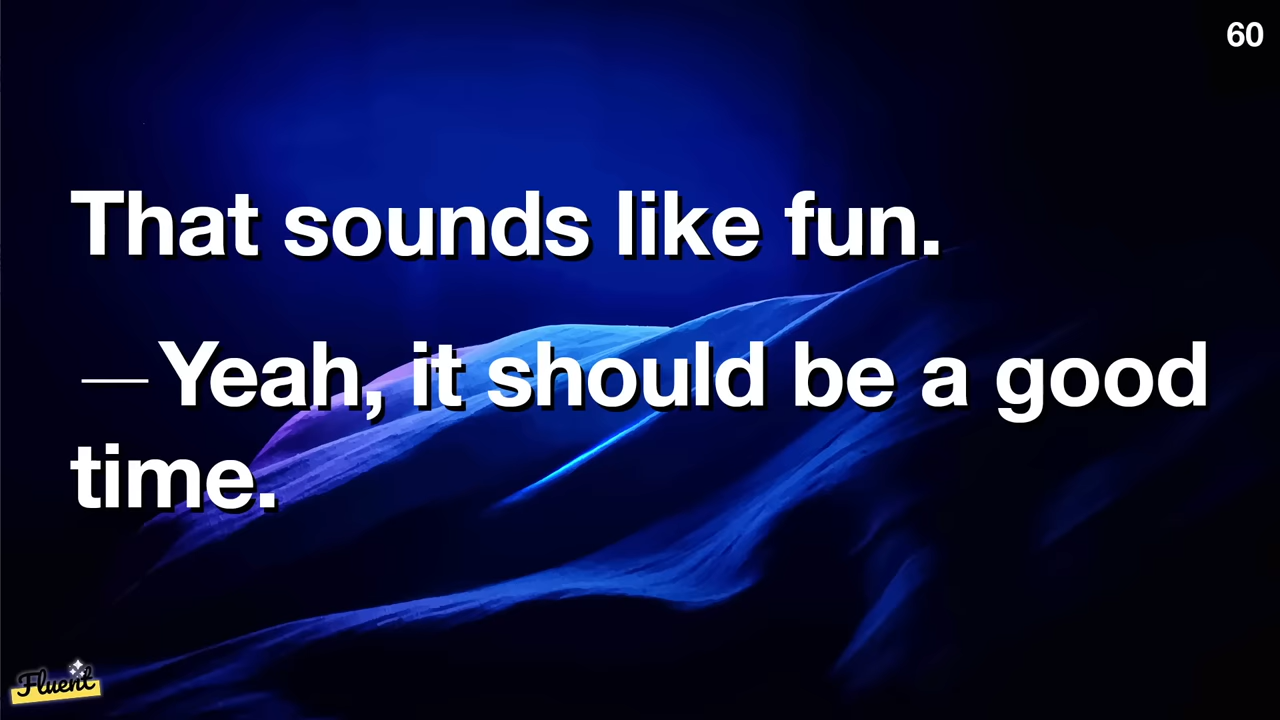 60
That sounds like fun.
— Yeah, it should be a good
time.
Fluent